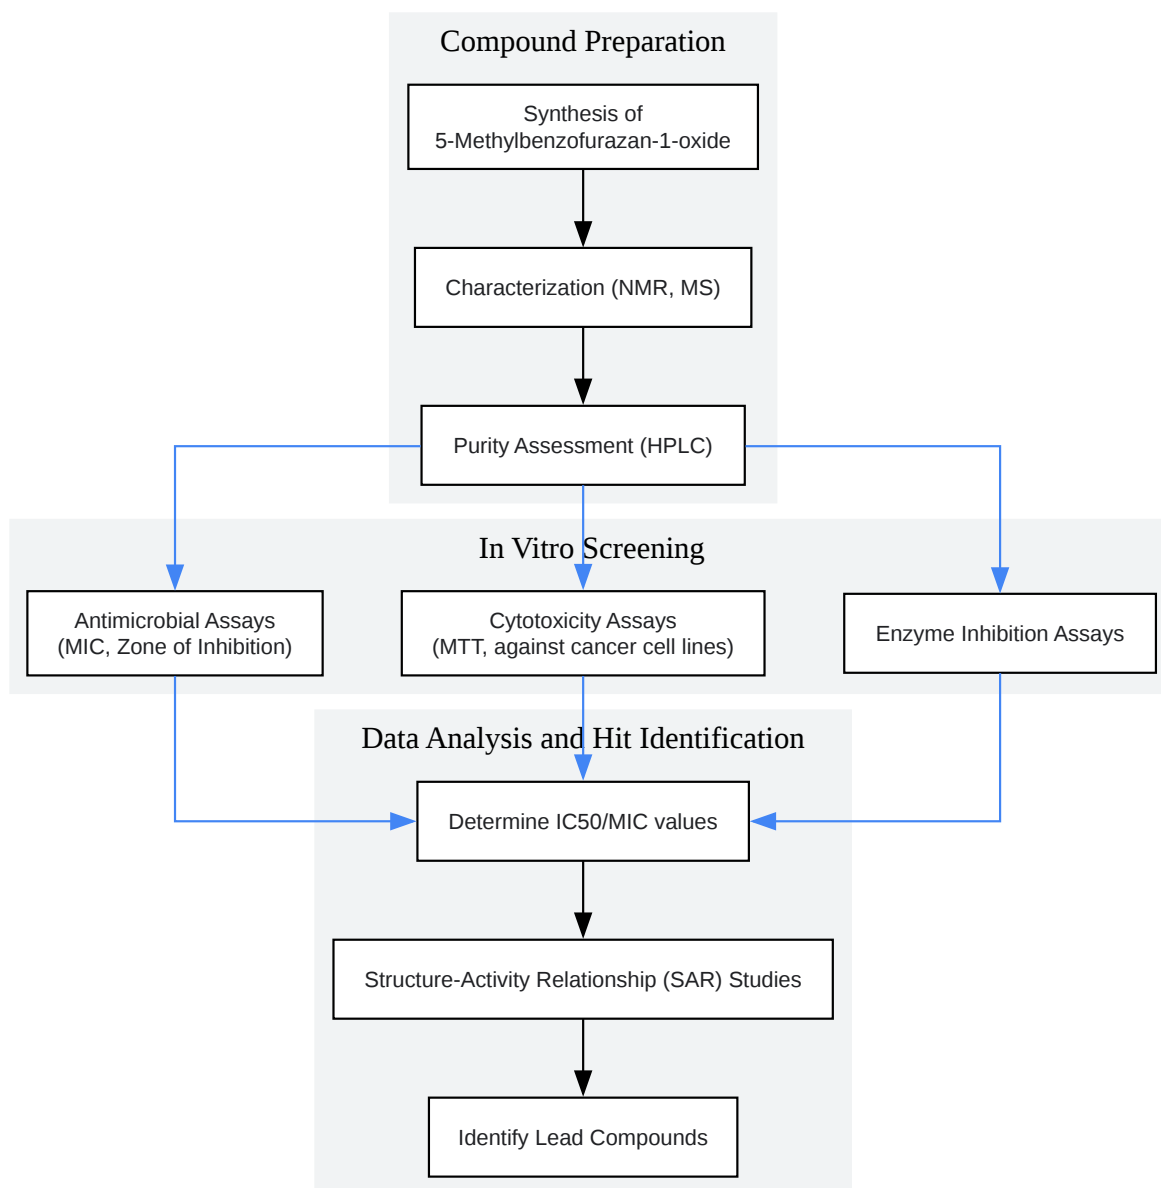 Compound Preparation
Synthesis of
5-Methylbenzofurazan-1-oxide
Characterization (NMR, MS)
Purity Assessment (HPLC)
In Vitro Screening
Antimicrobial Assays
(MIC, Zone of Inhibition)
Cytotoxicity Assays
(MTT, against cancer cell lines)
Enzyme Inhibition Assays
Data Analysis and Hit Identification
Determine IC50/MIC values
Structure-Activity Relationship (SAR) Studies
Identify Lead Compounds